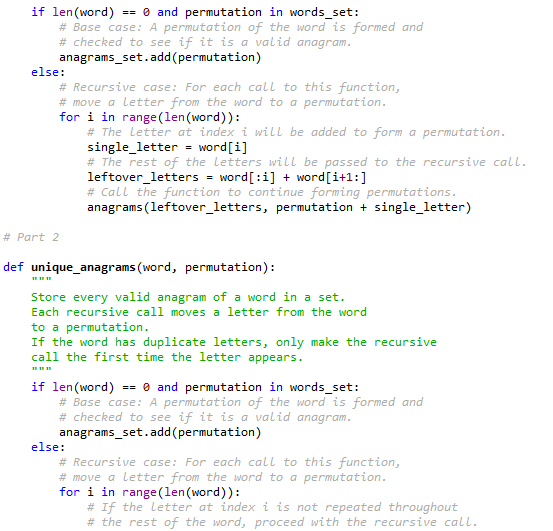 if len(word) == 0 and permutation in words_set:
# Base case: A permutation of the word is formed and
# checked to see if it is a valid anagram.
anagrams_set.add(permutation)
else:
# Recursive case: For each call to this function,
# move a letter from the word to a permutation.
for i in range(len(word)):
# The letter at index i will be added to form a permutation.
single_letter = word[i]
# The rest of the letters will be passed to the recursive call.
leftover_letters = word[:i] + word[i+1:]
# Call the function to continue forming permutations.
anagrams(leftover_letters, permutation + single_letter)
# Part 2
def unique_anagrams(word, permutation):
"""
Store every valid anagram of a word in a set.
Each recursive call moves a letter from the word
to a permutation.
If the word has duplicate letters, only make the recursive
call the first time the letter appears.
"""
if len(word) == 0 and permutation in words_set:
# Base case: A permutation of the word is formed and
# checked to see if it is a valid anagram.
anagrams_set.add(permutation)
else:
# Recursive case: For each call to this function,
# move a letter from the word to a permutation.
for i in range(len(word)):
# If the letter at index i is not repeated throughout
# the rest of the word, proceed with the recursive call.